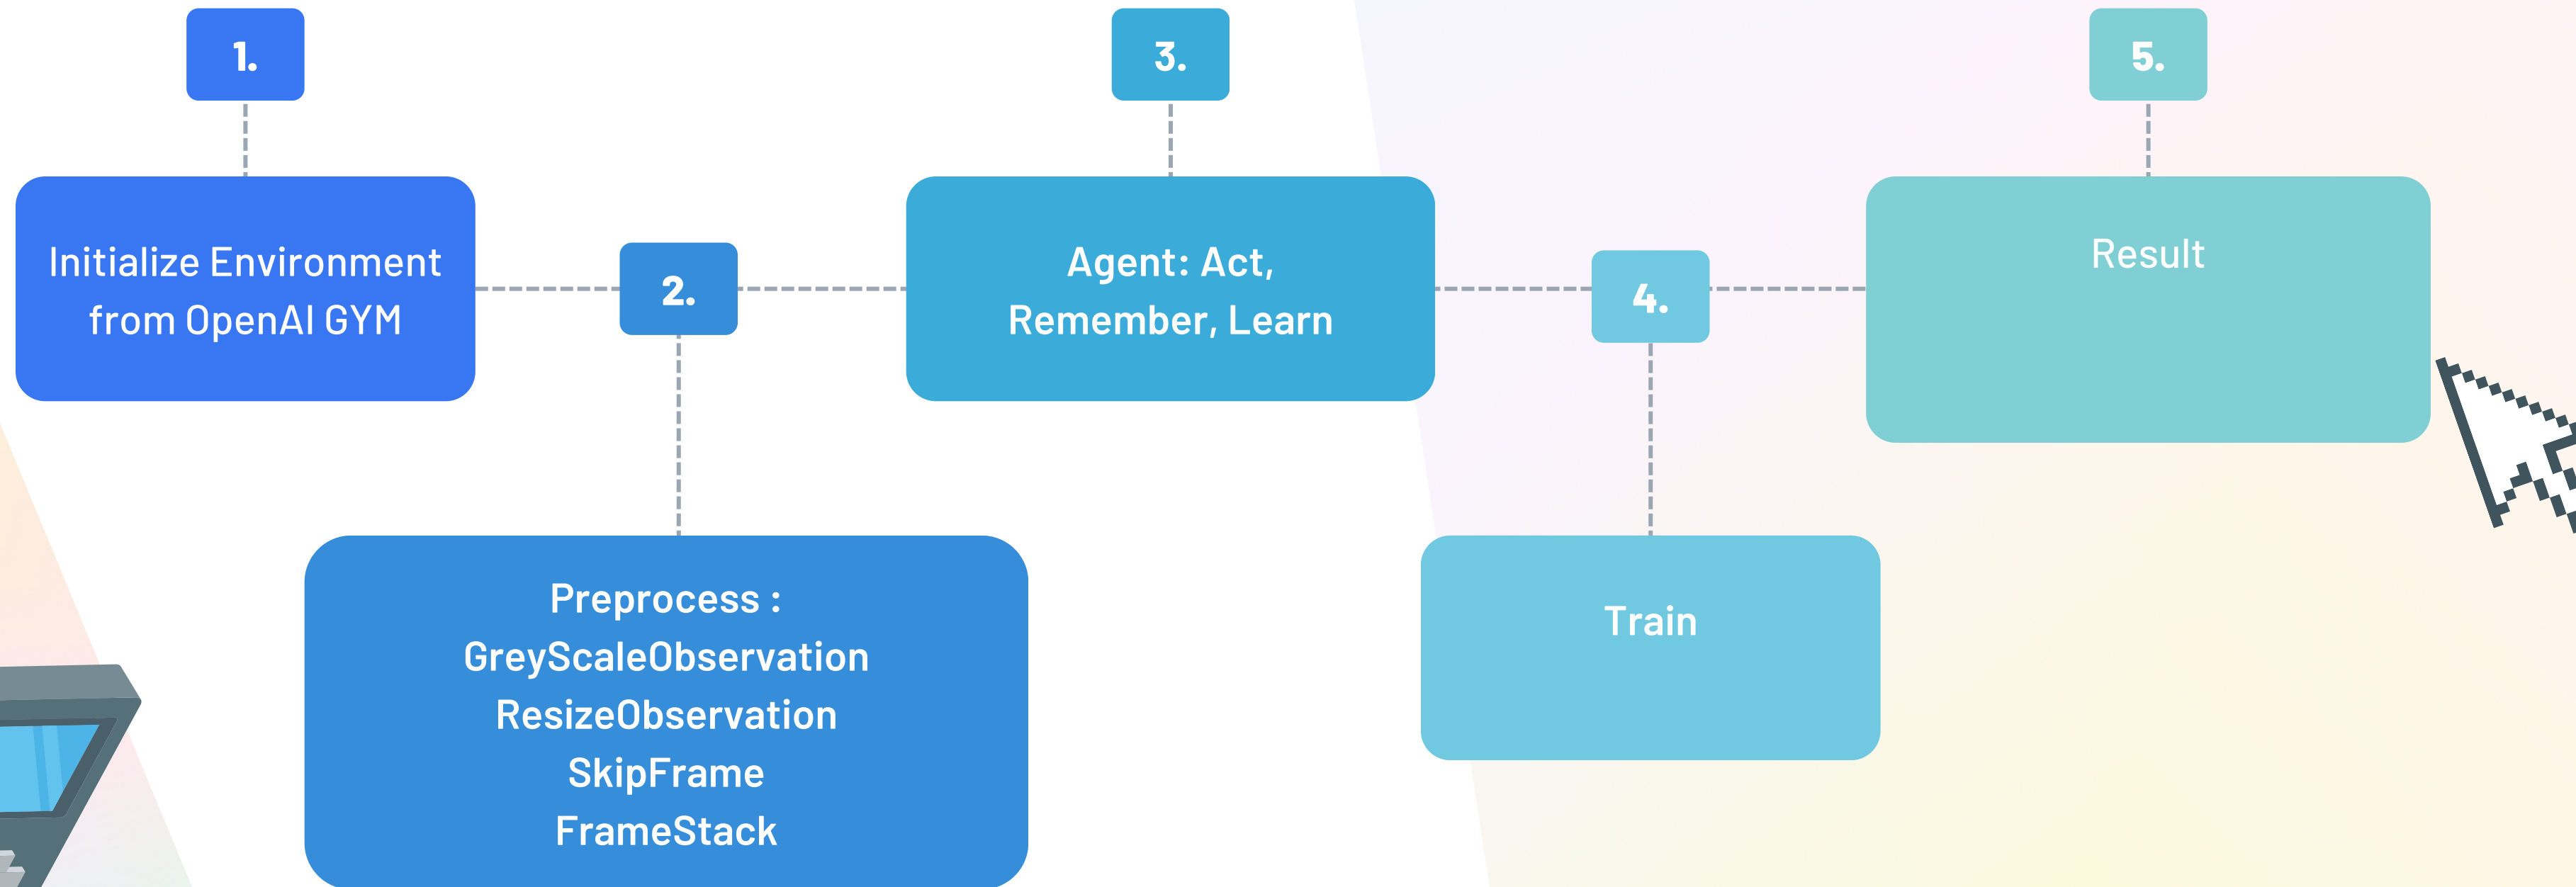 1.
Initialize Environment
from OpenAI GYM
2.
Preprocess :
GreyScaleObservation
ResizeObservation
SkipFrame
FrameStack
3.
Agent: Act,
Remember, Learn
4.
Train
5.
Result